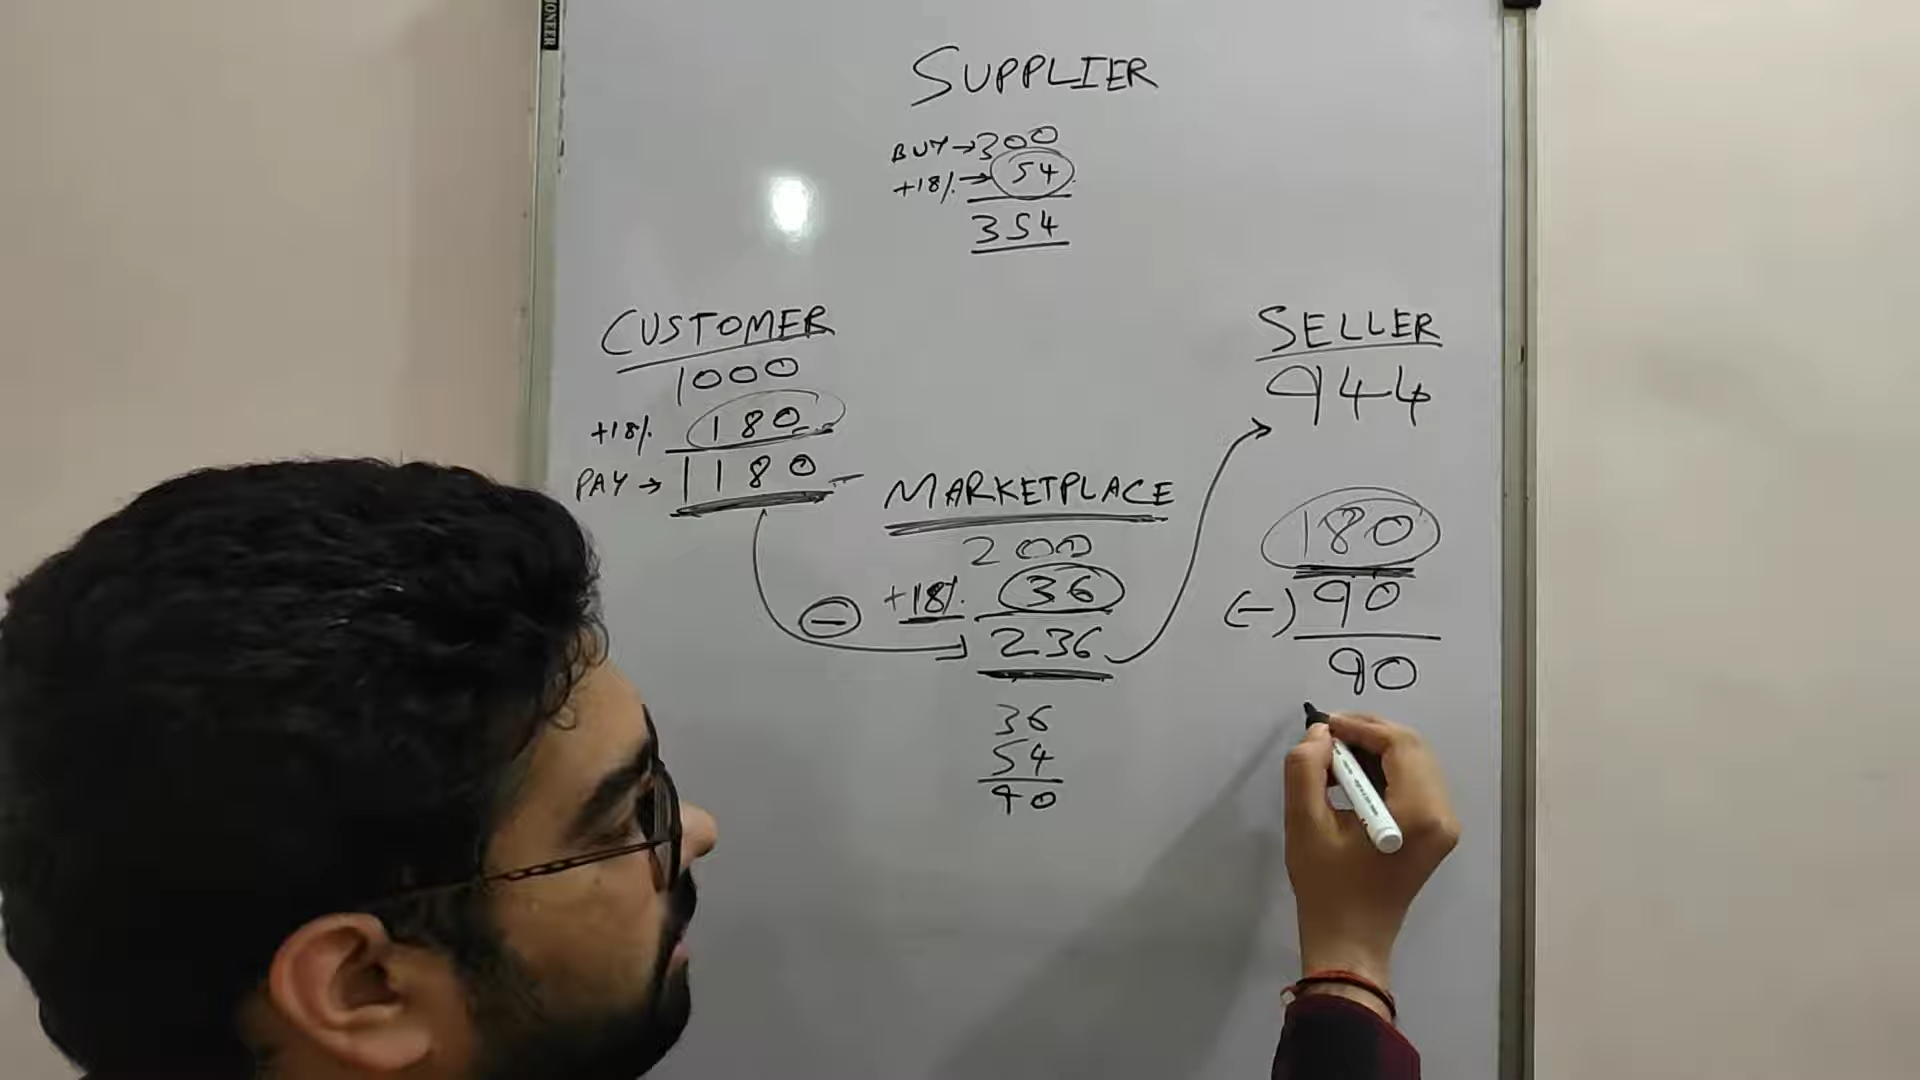 SUPPLIER
BUY→300
+18%→54
354
CUSTOMER
1000
+18% 180
PAY→1180
MARKETPLACE
200
+18% 36
(-) 236
36
54
90
SELLER
944
180
(-) 90
90